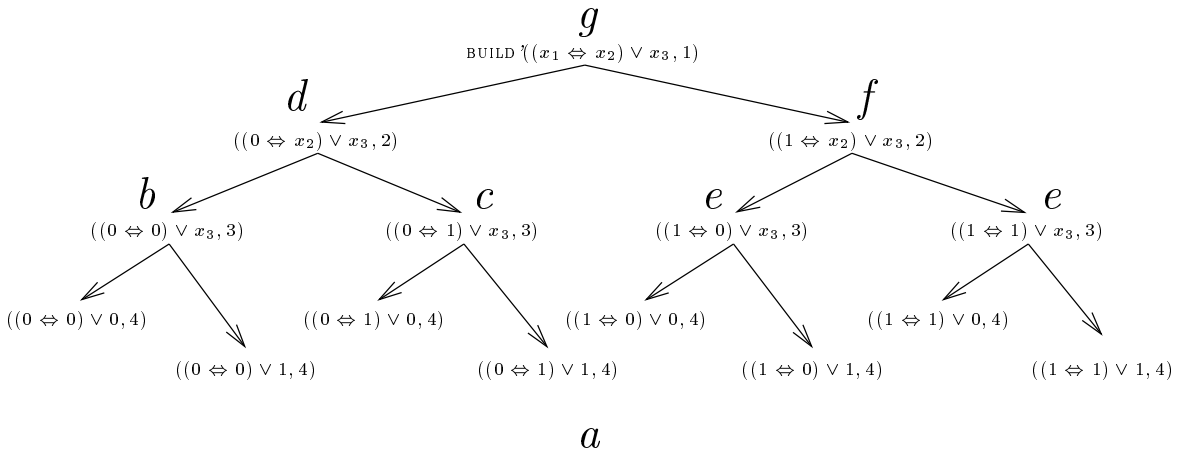 g
BUILD'((x₁ ⇔ x₂) ∨ x₃, 1)
d f
((0 ⇔ x₂) ∨ x₃, 2) ((1 ⇔ x₂) ∨ x₃, 2)
b c e e
((0 ⇔ 0) ∨ x₃, 3) ((0 ⇔ 1) ∨ x₃, 3) ((1 ⇔ 0) ∨ x₃, 3) ((1 ⇔ 1) ∨ x₃, 3)
((0 ⇔ 0) ∨ 0, 4) ((0 ⇔ 1) ∨ 0, 4) ((1 ⇔ 0) ∨ 0, 4) ((1 ⇔ 1) ∨ 0, 4)
((0 ⇔ 0) ∨ 1, 4) ((0 ⇔ 1) ∨ 1, 4) ((1 ⇔ 0) ∨ 1, 4) ((1 ⇔ 1) ∨ 1, 4)
a